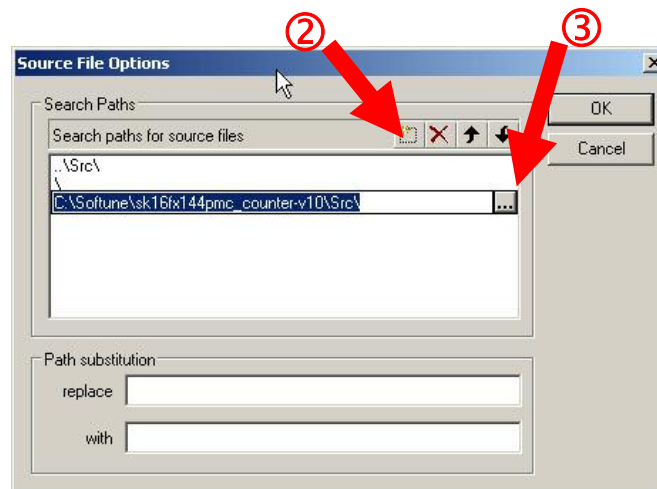 ② ③
Source File Options
Search Paths
OK
Search paths for source files
Cancel
..\Src\
\
C:\Softune\sk16fx144pmc_counter-v10\Src\
...
Path substitution
replace
with